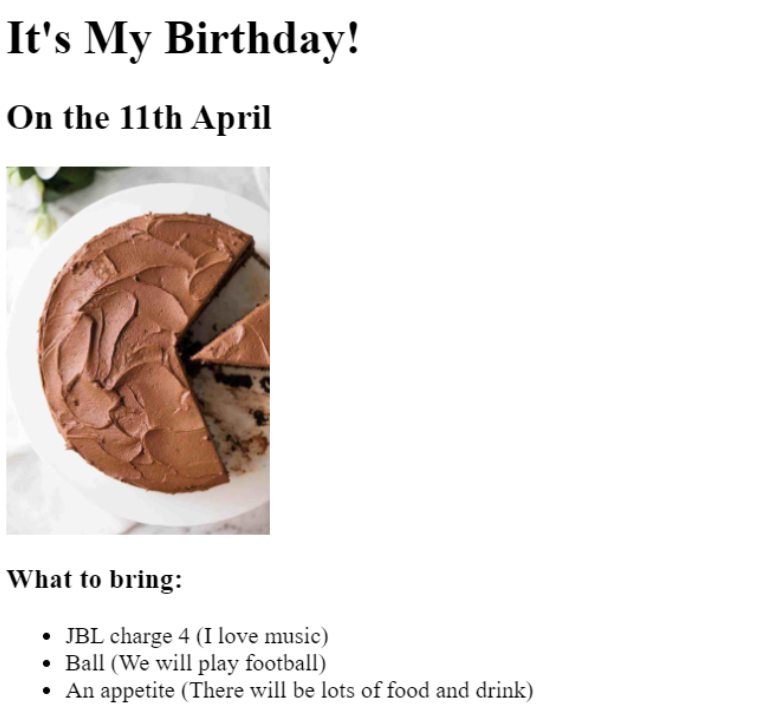 It's My Birthday!
On the 11th April
What to bring:
JBL charge 4 (I love music)
Ball (We will play football)
An appetite (There will be lots of food and drink)